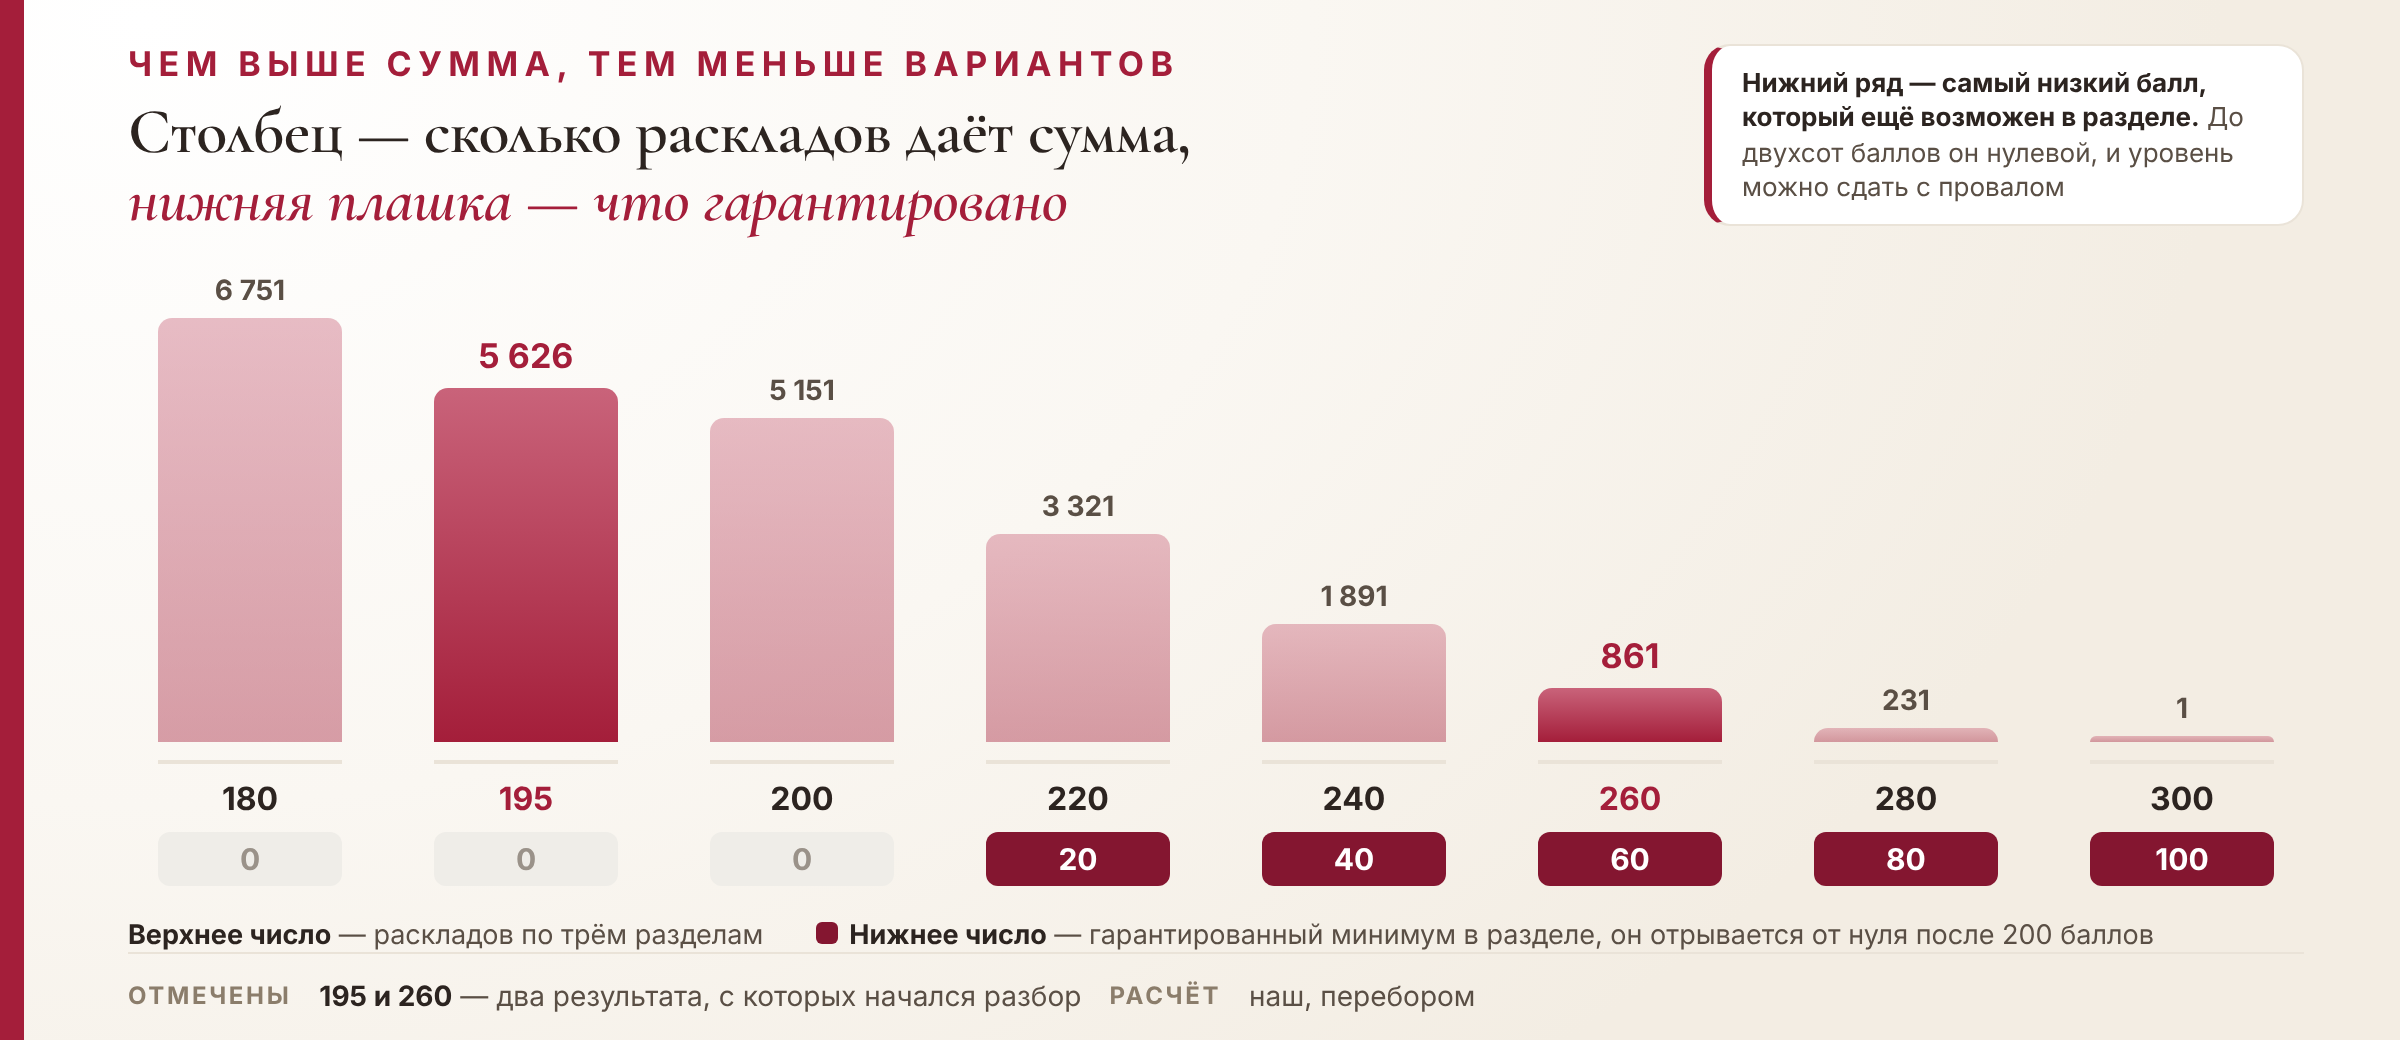 ЧЕМ ВЫШЕ СУММА, ТЕМ МЕНЬШЕ ВАРИАНТОВ
Столбец — сколько раскладов даёт сумма,
нижняя плашка — что гарантировано
Нижний ряд — самый низкий балл,
который ещё возможен в разделе. До
двухсот баллов он нулевой, и уровень
можно сдать с провалом
6 751
5 626
5 151
3 321
1 891
861
231
1
180
195
200
220
240
260
280
300
0
0
0
20
40
60
80
100
Верхнее число — раскладов по трём разделам
Нижнее число — гарантированный минимум в разделе, он отрывается от нуля после 200 баллов
ОТМЕЧЕНЫ 195 и 260 — два результата, с которых начался разбор РАСЧЁТ наш, перебором